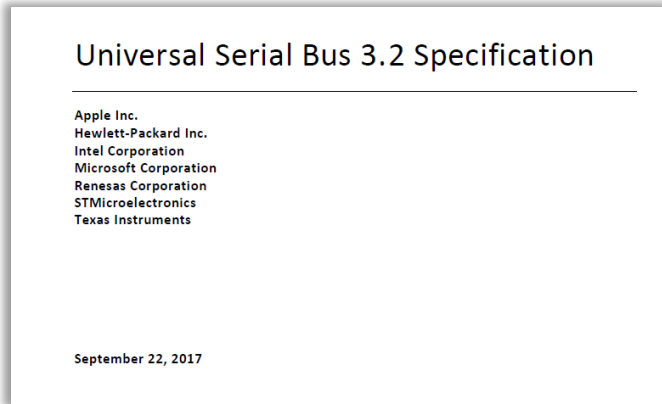 Universal Serial Bus 3.2 Specification
Apple Inc.
Hewlett-Packard Inc.
Intel Corporation
Microsoft Corporation
Renesas Corporation
STMicroelectronics
Texas Instruments
September 22, 2017